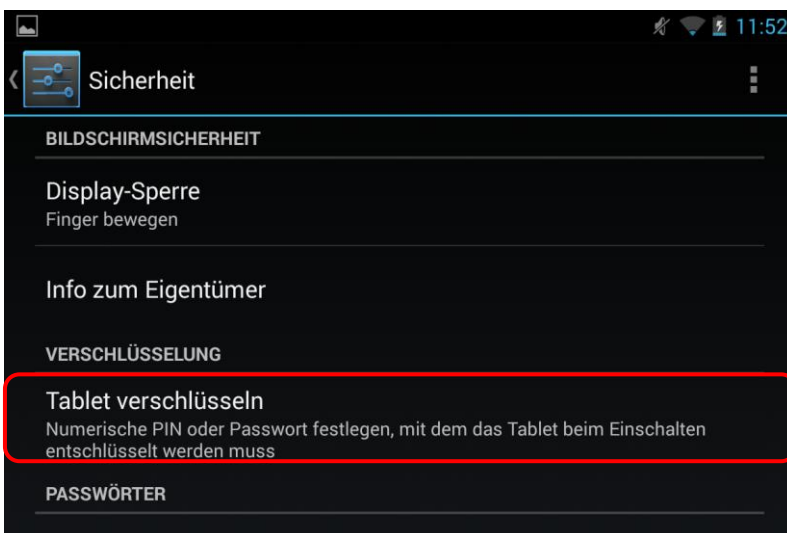 11:52
Sicherheit
BILDSCHIRMSICHERHEIT
Display-Sperre
Finger bewegen
Info zum Eigentümer
VERSCHLÜSSELUNG
Tablet verschlüsseln
Numerische PIN oder Passwort festlegen, mit dem das Tablet beim Einschalten
entschlüsselt werden muss
PASSWÖRTER